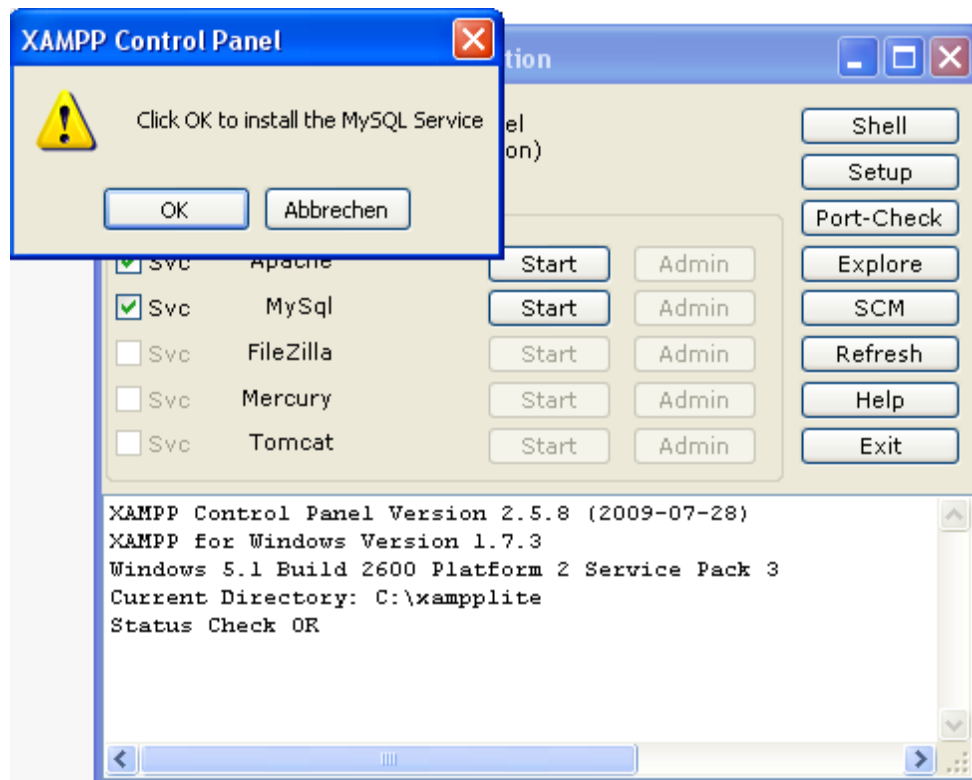 XAMPP Control Panel
tion
Click OK to install the MySQL Service
OK Abbrechen
el
on)
Shell
Setup
Port-Check
Svc Apache Start Admin Explore
Svc MySql Start Admin SCM
Svc FileZilla Start Admin Refresh
Svc Mercury Start Admin Help
Svc Tomcat Start Admin Exit
XAMPP Control Panel Version 2.5.8 (2009-07-28)
XAMPP for Windows Version 1.7.3
Windows 5.1 Build 2600 Platform 2 Service Pack 3
Current Directory: C:\xampplite
Status Check OK